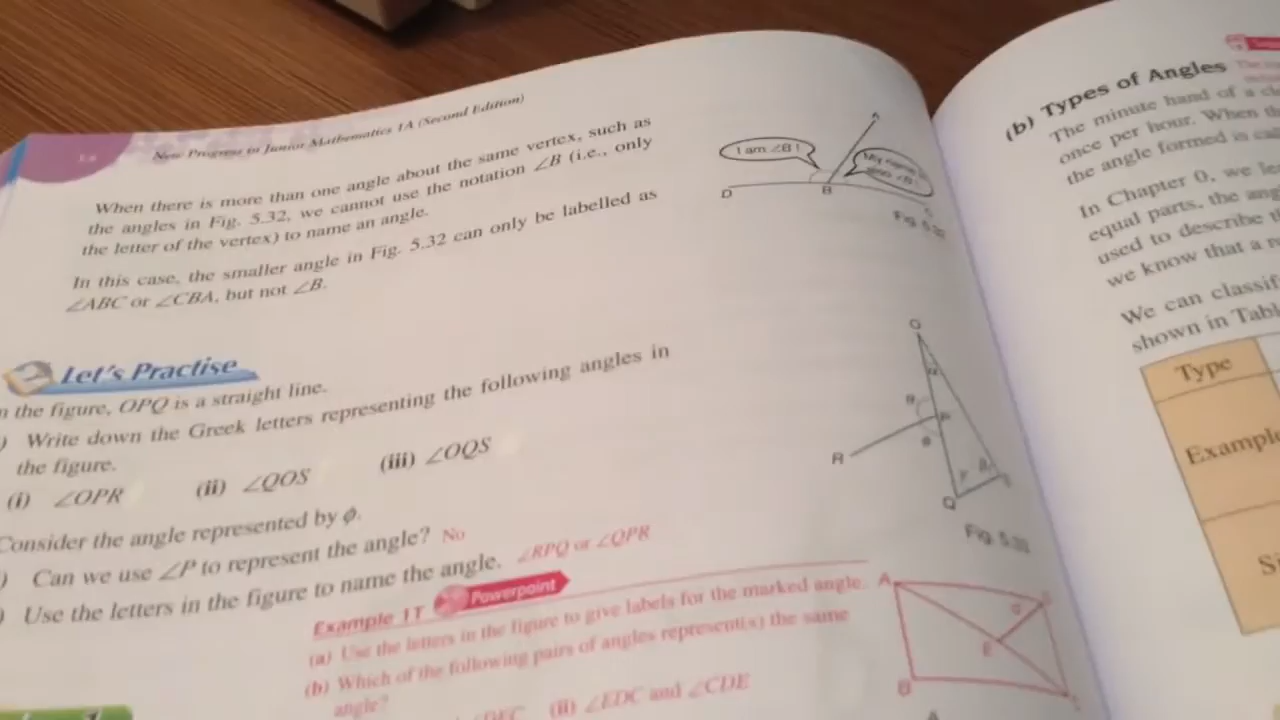 New Progress in Junior Mathematics 1A (Second Edition)
When there is more than one angle about the same vertex, such as
the angles in Fig. 5.32, we cannot use the notation ∠B (i.e., only
the letter of the vertex) to name an angle.
In this case, the smaller angle in Fig. 5.32 can only be labelled as
∠ABC or ∠CBA, but not ∠B.
I am ∠B!
D
B
Let's Practise
the figure, OPQ is a straight line.
Write down the Greek letters representing the following angles in
the figure.
(i) ∠OPR (ii) ∠QOS (iii) ∠OQS
Consider the angle represented by ϕ.
Can we use ∠P to represent the angle? No
Use the letters in the figure to name the angle. ∠RPQ or ∠QPR
O
R
Q
Fig. 5.33
Example 1T Powerpoint
(a) Use the letters in the figure to give labels for the marked angle.
(b) Which of the following pairs of angles represent(s) the same
angle?
∠DEC (ii) ∠EDC and ∠CDE
A
E
B
A
(b) Types of Angles
The minute hand of a
once per hour. When
the angle formed is
In Chapter 0, we
equal parts, the
used to describe
we know that a
We can
shown in
Type